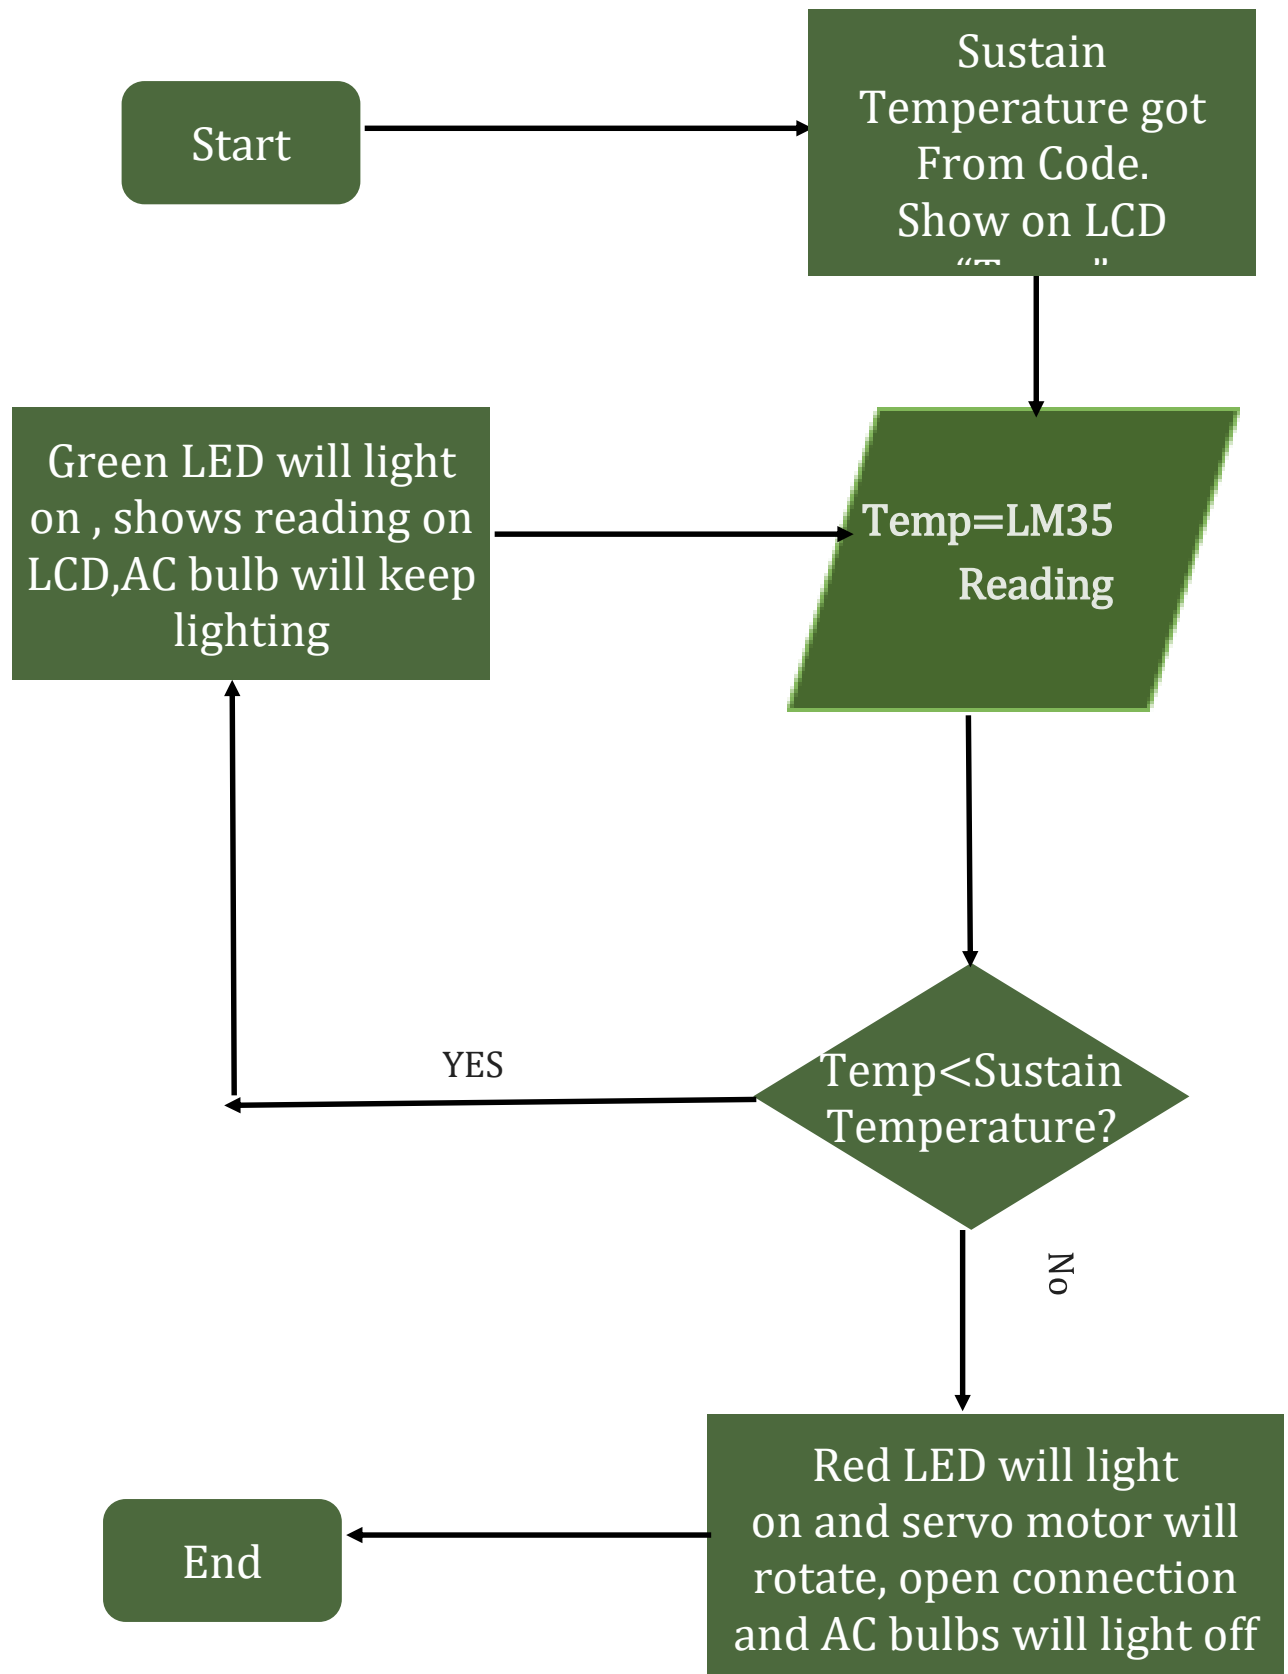 Start
Sustain
Temperature got
From Code.
Show on LCD
Green LED will light
on , shows reading on
LCD,AC bulb will keep
lighting
Temp=LM35
Reading
YES
Temp<Sustain
Temperature?
No
Red LED will light
on and servo motor will
rotate, open connection
and AC bulbs will light off
End